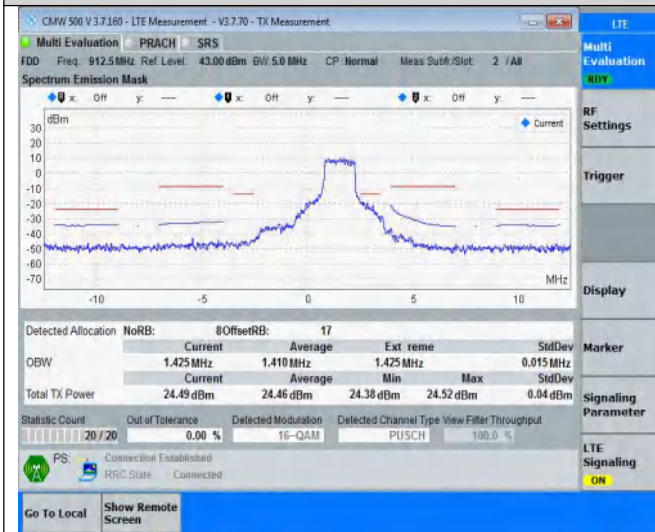 CMW 500 V 3.7.160 - LTE Measurement - V3.7.70 - TX Measurement
LTE
Multi Evaluation PRACH SRS
Multi Evaluation
RDY
FDD Freq.: 912.5 MHz Ref. Level: 43.00 dBm BW: 5.0 MHz CP: Normal Meas Subfr./Slot: 2 / All
Spectrum Emission Mask
x: Off y: --- x: Off y: --- x: Off y: ---
dBm
Current
30
20
10
0
-10
-20
-30
-40
-50
-60
-70
MHz
-10 -5 0 5 10
RF Settings
Trigger
Display
Marker
Signaling Parameter
LTE Signaling
ON
Detected Allocation NoRB: 8 OffsetRB: 17
Current Average Ext reme StdDev
OBW 1.425 MHz 1.410 MHz 1.425 MHz 0.015 MHz
Current Average Min Max StdDev
Total TX Power 24.49 dBm 24.46 dBm 24.38 dBm 24.52 dBm 0.04 dBm
Statistic Count Out of Tolerance Detected Modulation Detected Channel Type View Filter Throughput
20 / 20 0.00 % 16-QAM PUSCH 100.0 %
PS: Connection Established
RRC State: Connected
Go To Local Show Remote Screen